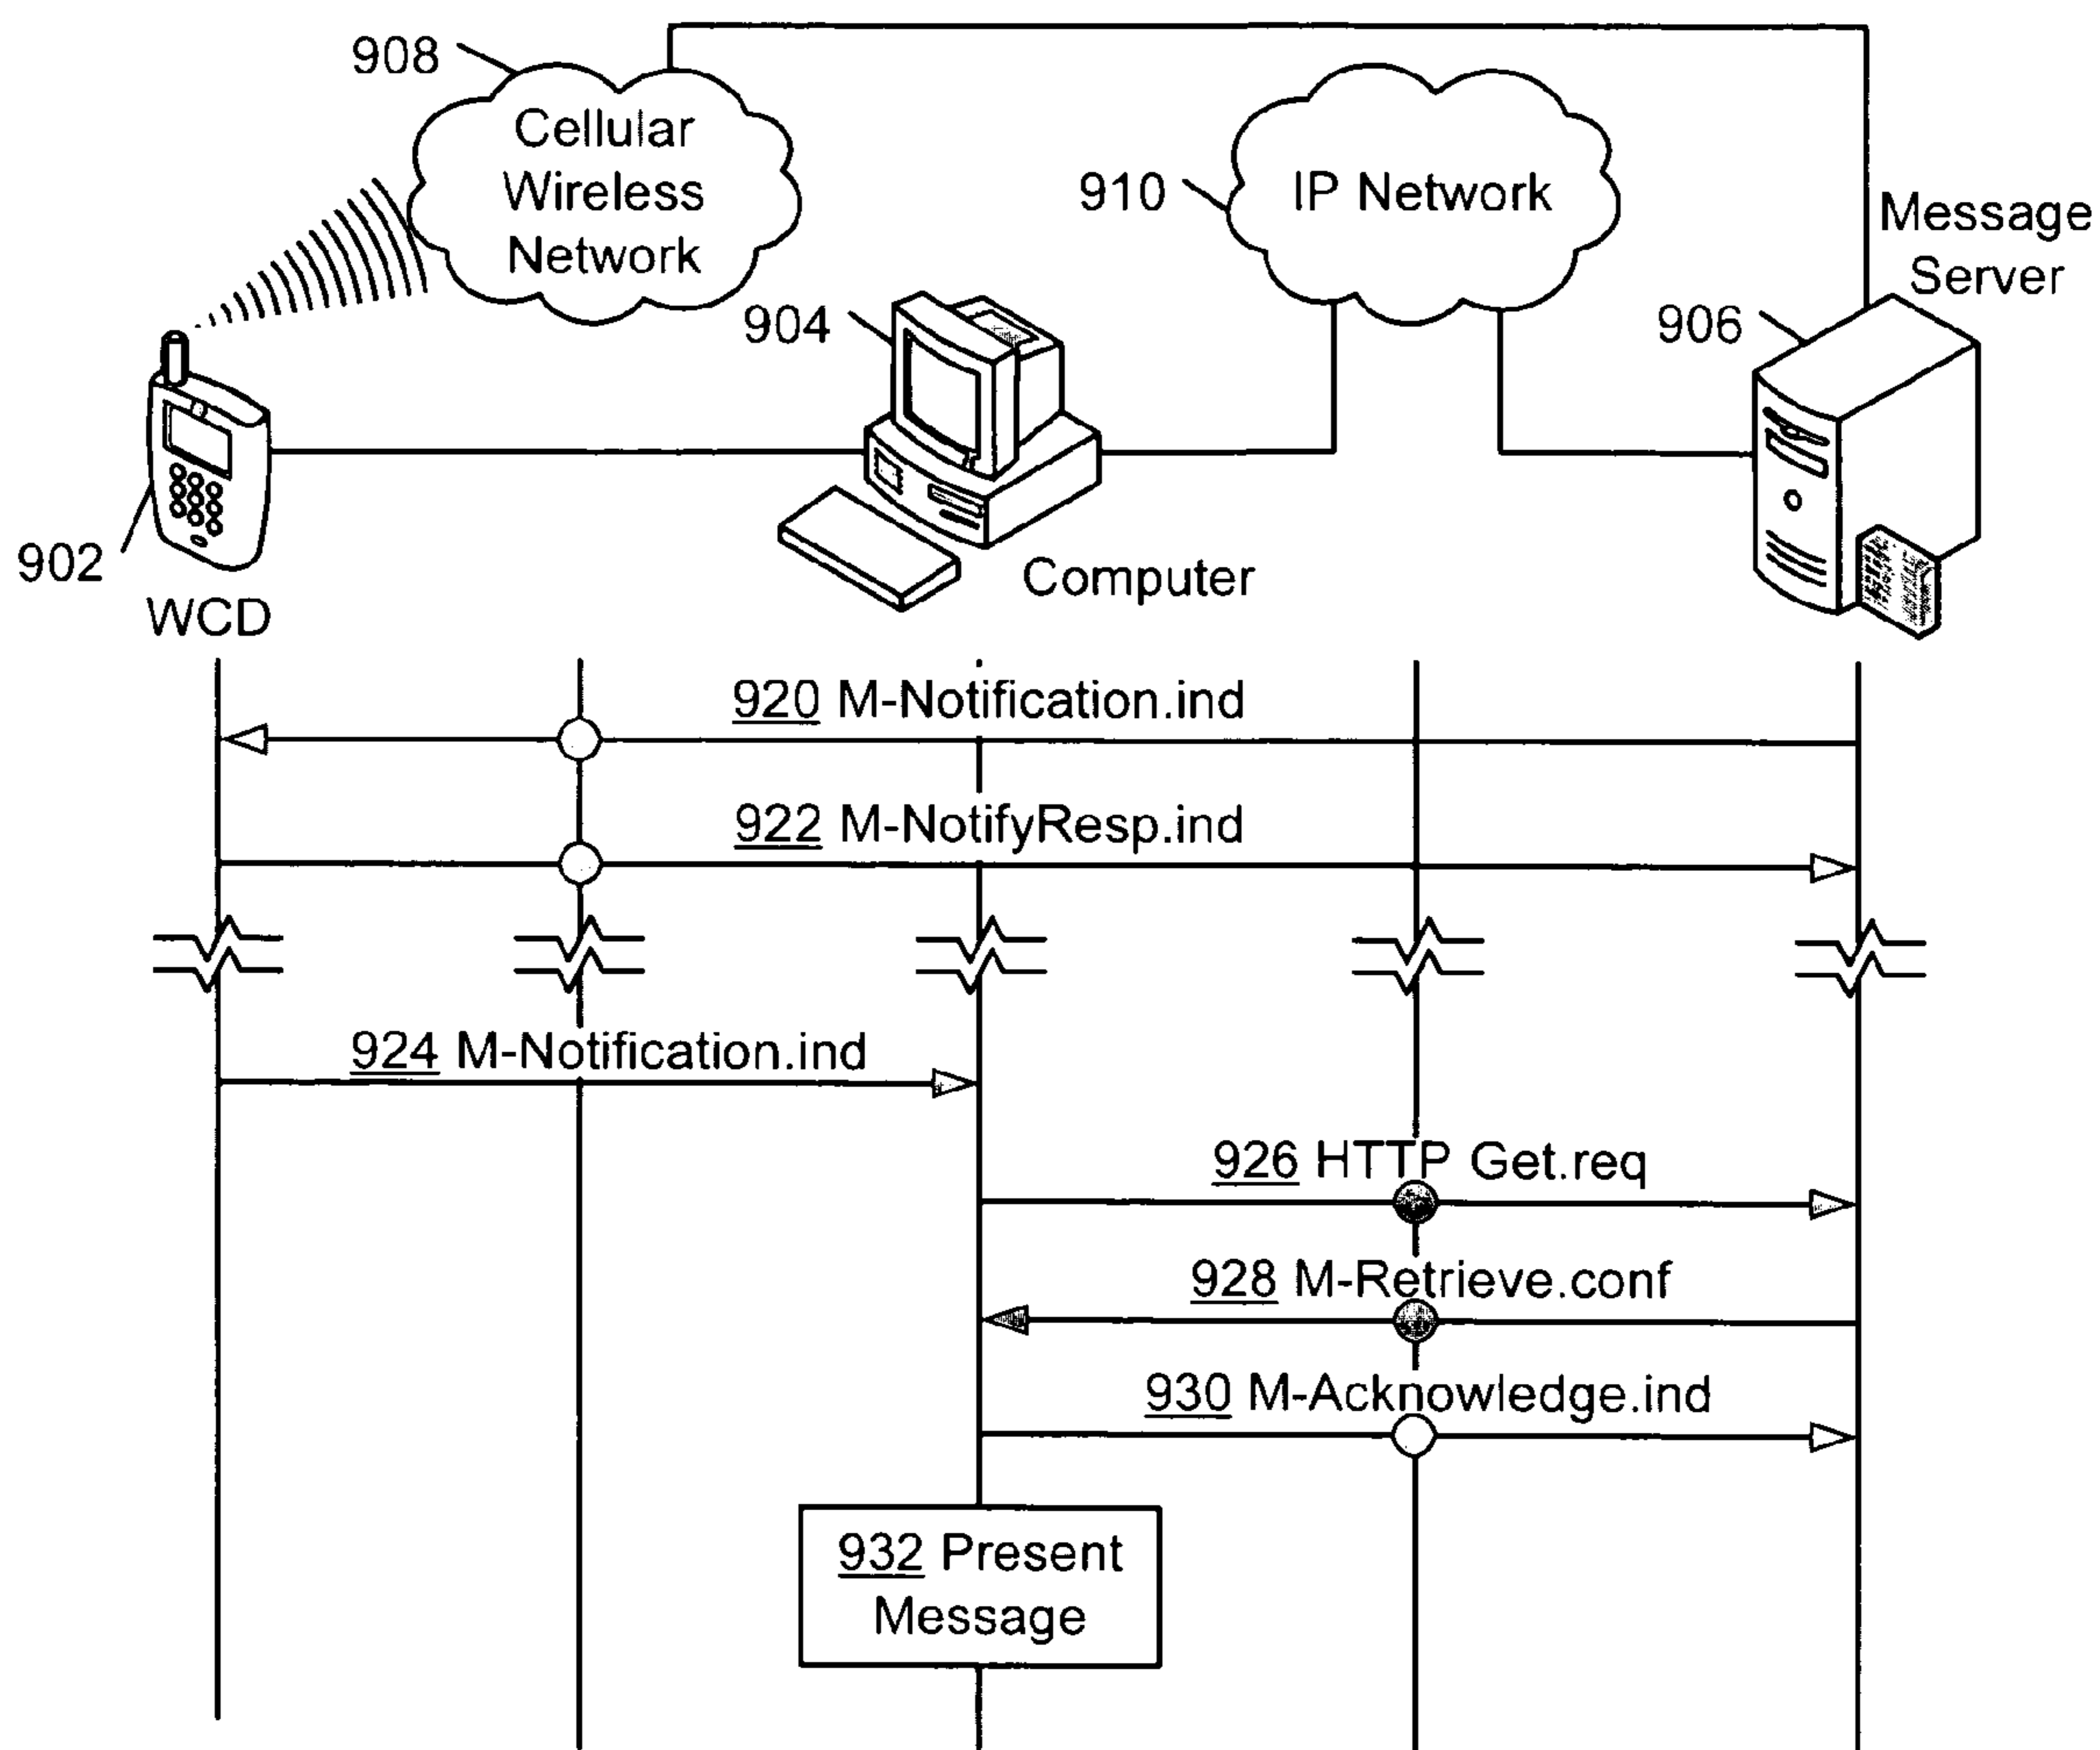 908
Cellular
Wireless
Network
910
IP Network
Message
Server
904
906
902
WCD
Computer
920 M-Notification.ind
922 M-NotifyResp.ind
924 M-Notification.ind
926 HTTP Get.req
928 M-Retrieve.conf
930 M-Acknowledge.ind
932 Present
Message